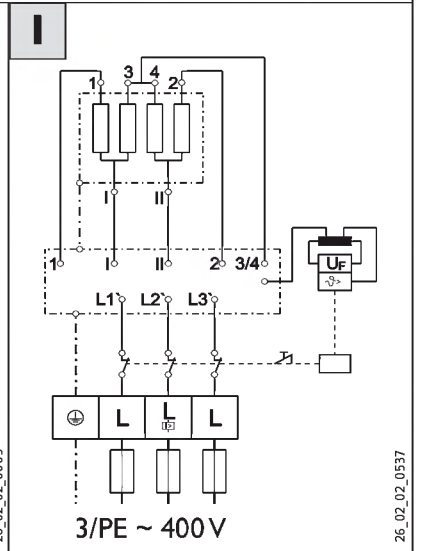 I
1 3 4 2
I II
1 I II 2 3/4
UF
ϑ>
L1` L2` L3`
T
L L L
3/PE ~ 400 V
26_02_02_0537